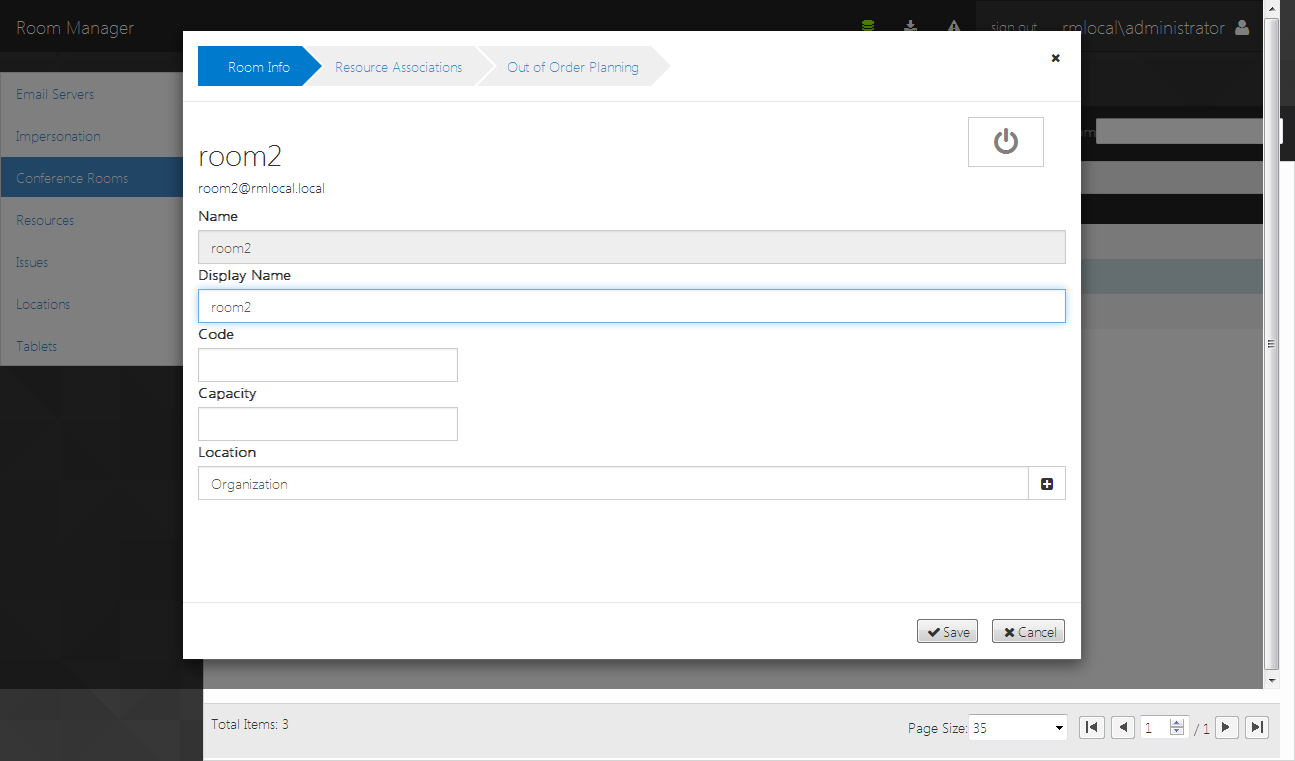 Room Manager
sign out rmlocal\administrator
Room Info Resource Associations Out of Order Planning
Email Servers
Impersonation
Conference Rooms
Resources
Issues
Locations
Tablets
room2
room2@rmlocal.local
Name
room2
Display Name
room2
Code
Capacity
Location
Organization
Save Cancel
Total Items: 3
Page Size: 35 1 / 1